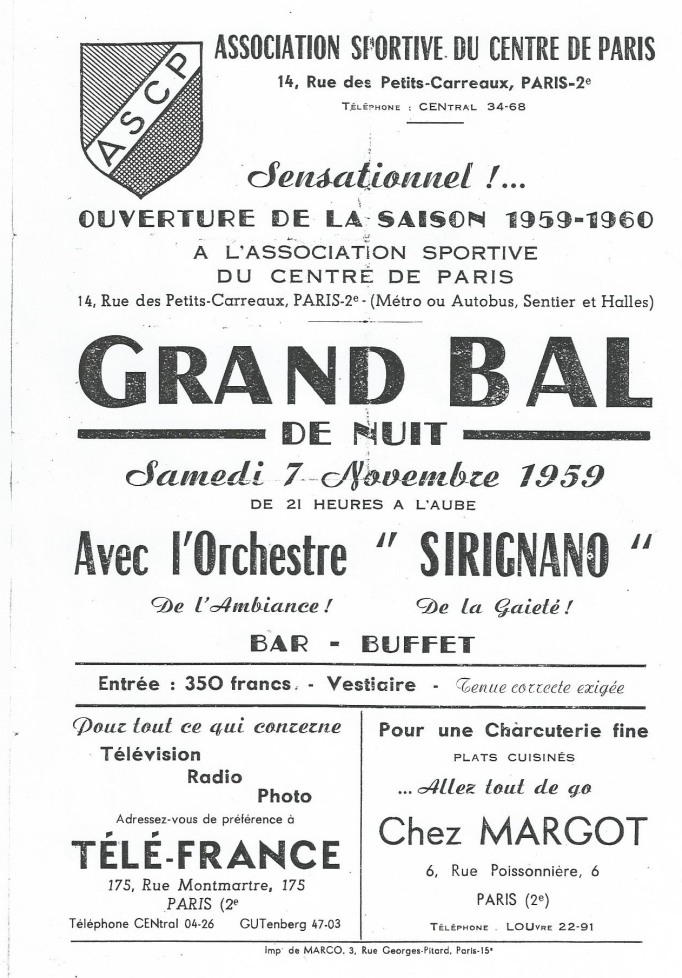 ASCP
ASSOCIATION SPORTIVE DU CENTRE DE PARIS
14, Rue des Petits-Carreaux, PARIS-2e
TÉLÉPHONE : CENTRAL 34-68
Sensationnel !...
OUVERTURE DE LA SAISON 1959-1960
A L'ASSOCIATION SPORTIVE
DU CENTRE DE PARIS
14, Rue des Petits-Carreaux, PARIS-2e - (Métro ou Autobus, Sentier et Halles)
GRAND BAL
DE NUIT
Samedi 7 Novembre 1959
DE 21 HEURES A L'AUBE
Avec l'Orchestre " SIRIGNANO "
De l'Ambiance ! De la Gaieté !
BAR - BUFFET
Entrée : 350 francs. - Vestiaire - Tenue correcte exigée
Pour tout ce qui concerne
Télévision
Radio
Photo
Adressez-vous de préférence à
TÉLÉ-FRANCE
175, Rue Montmartre, 175
PARIS (2e
Téléphone CENtral 04-26 GUTenberg 47-03
Pour une Charcuterie fine
PLATS CUISINÉS
...Allez tout de go
Chez MARGOT
6, Rue Poissonnière, 6
PARIS (2e)
TÉLÉPHONE LOUVRE 22-91
Imp. de MARCO. 3, Rue Georges-Pitard, Paris-15e